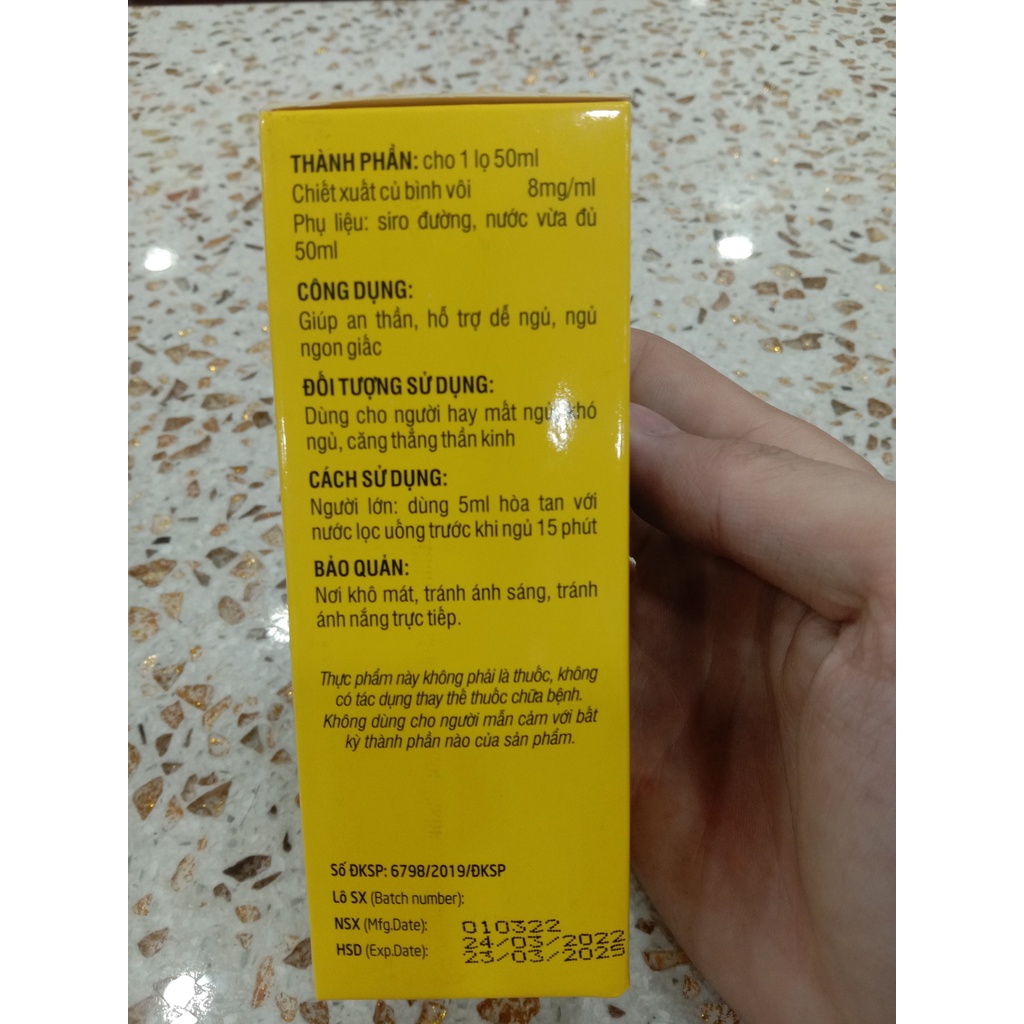 THÀNH PHẦN: cho 1 lọ 50ml
Chiết xuất củ bình vôi 8mg/ml
Phụ liệu: siro đường, nước vừa đủ
50ml
CÔNG DỤNG:
Giúp an thần, hỗ trợ dễ ngủ, ngủ
ngon giấc
ĐỐI TƯỢNG SỬ DỤNG:
Dùng cho người hay mất ngủ, khó
ngủ, căng thẳng thần kinh
CÁCH SỬ DỤNG:
Người lớn: dùng 5ml hòa tan với
nước lọc uống trước khi ngủ 15 phút
BẢO QUẢN:
Nơi khô mát, tránh ánh sáng, tránh
ánh nắng trực tiếp.
Thực phẩm này không phải là thuốc, không
có tác dụng thay thế thuốc chữa bệnh.
Không dùng cho người mẫn cảm với bất
kỳ thành phần nào của sản phẩm.
Số ĐKSP: 6798/2019/ĐKSP
Lô SX (Batch number):
NSX (Mfg.Date): 010322
24/03/2022
HSD (Exp.Date): 23/03/2025